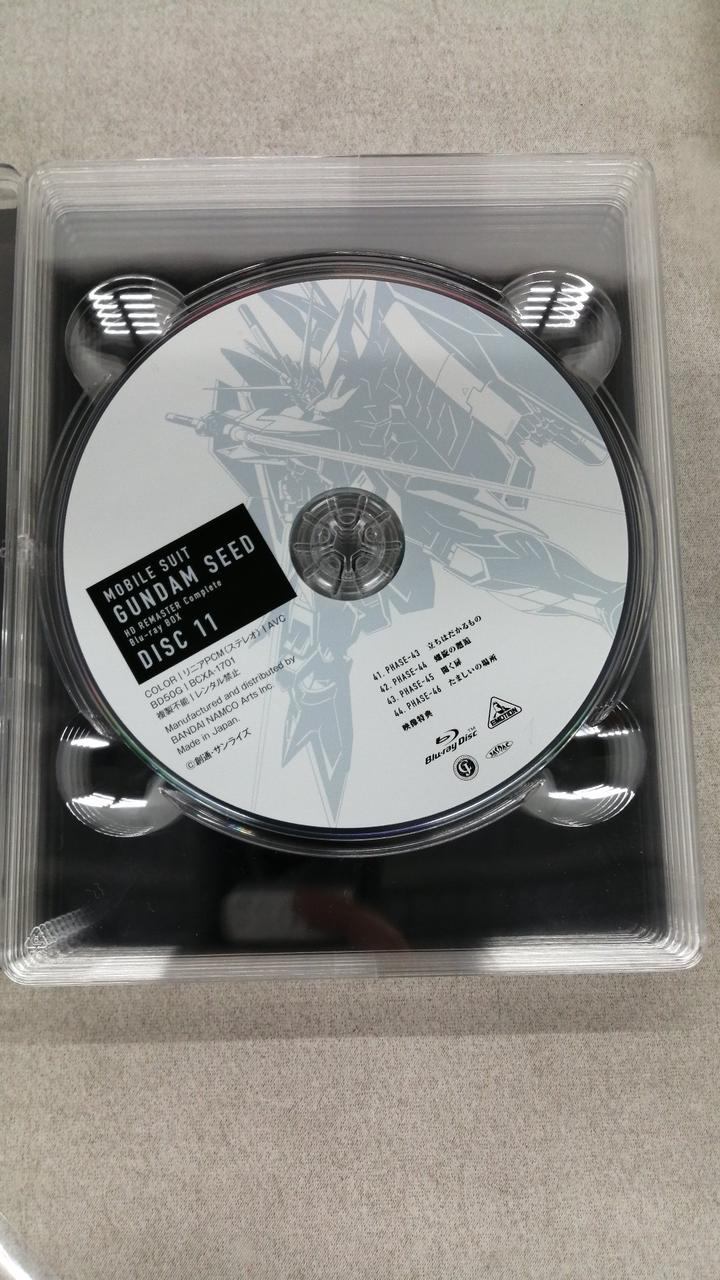 MOBILE SUIT
GUNDAM SEED
HD REMASTER Complete
Blu-ray BOX
DISC 11
COLOR | リニアPCM(ステレオ) | AVC
BD50G | BCXA-1701
複製不能 | レンタル禁止
Manufactured and distributed by
BANDAI NAMCO Arts Inc.
Made in Japan.
©創通・サンライズ
41. PHASE-43 立ちはだかるもの
42. PHASE-44 螺旋の邂逅
43. PHASE-45 開く扉
44. PHASE-46 たましいの場所
映像特典
Blu-ray Disc™
EMOTION